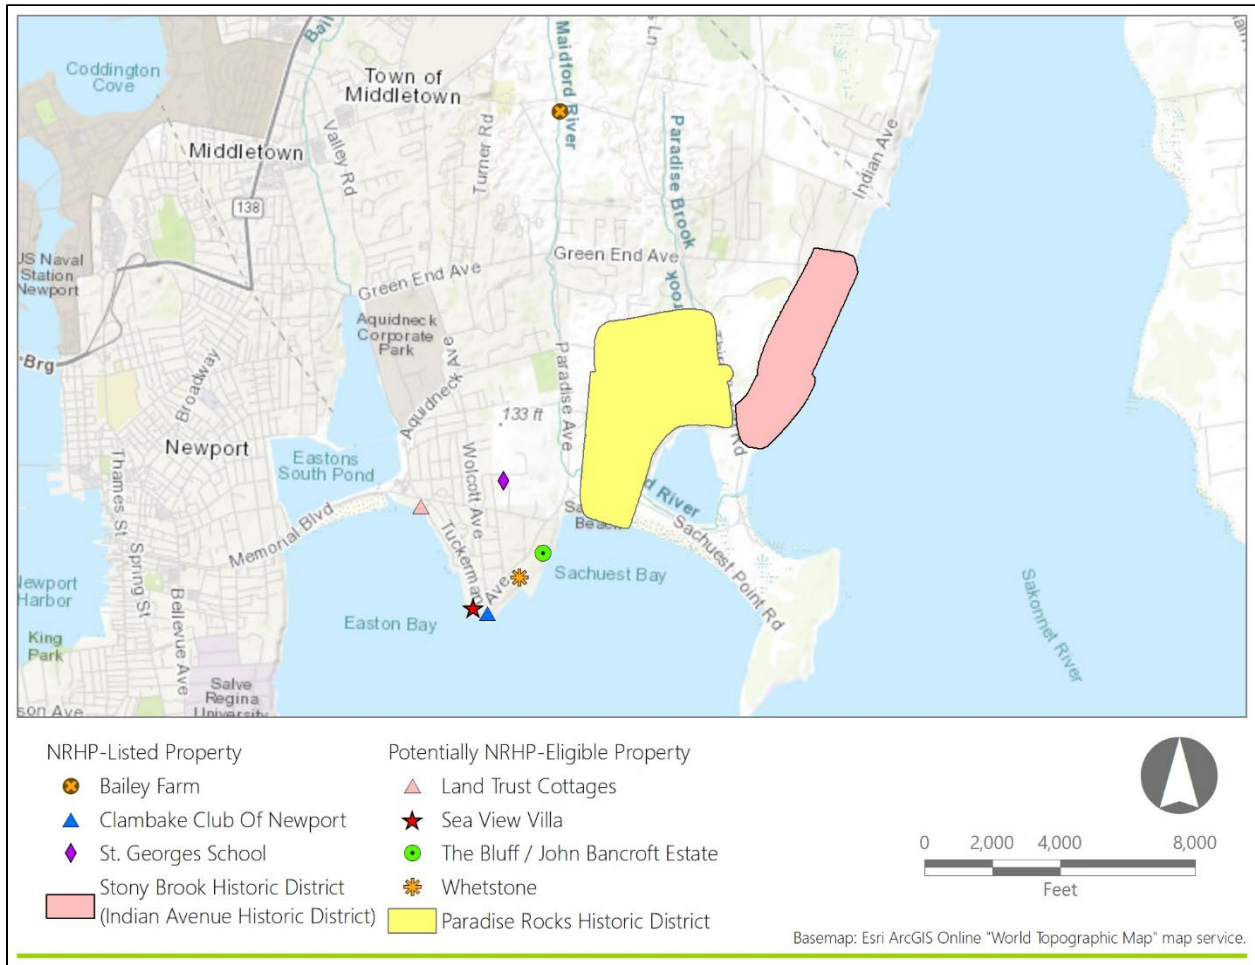 Coddington
Cove
Town of
Middletown
Maidford River
Ln
Middletown
Valley Rd
Turner Rd
Paradise Brook
Indian Ave
138
US Naval
Station
Newport
Green End Ave
Green End Ave
Aquidneck
Corporate
Park
-Brg
Broadway
Aquidneck Ave
Paradise Ave
133 ft
Newport
Eastons
South Pond
Wolcott Ave
Rd
River
Thames St
Spring St
Memorial Blvd
Tuckerman
Ave
Beach
Sachuest Point Rd
Sachuest Bay
Newport
Harbor
Bellevue Ave
Easton Bay
Sakonnet River
King
Park
Salve
Regina
University
son Ave
NRHP-Listed Property
Bailey Farm
Clambake Club Of Newport
St. Georges School
Stony Brook Historic District
(Indian Avenue Historic District)
Potentially NRHP-Eligible Property
Land Trust Cottages
Sea View Villa
The Bluff / John Bancroft Estate
Whetstone
Paradise Rocks Historic District
0 2,000 4,000 8,000
Feet
Basemap: Esri ArcGIS Online "World Topographic Map" map service.